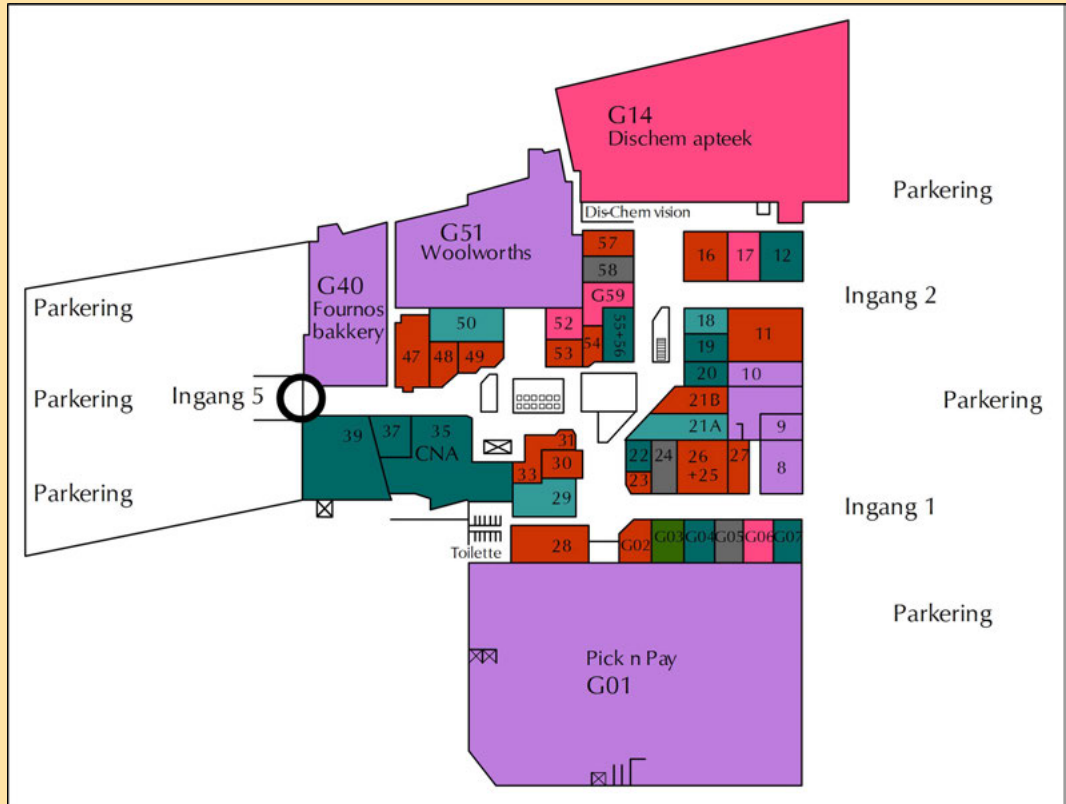 G14
Dischem apteek
Parkering
Dis-Chem vision
G51
Woolworths
57
58
G59
16
17
12
G40
Fournos
bakkery
Ingang 2
Parkering
50
52
55+56
18
11
47
48
49
53
54
19
20
10
Parkering
Ingang 5
21B
Parkering
21A
9
39
37
35
CNA
31
30
33
22
24
26
+25
27
8
23
Parkering
29
Ingang 1
Toilette
28
G02
G03
G04
G05
G06
G07
Parkering
Pick n Pay
G01